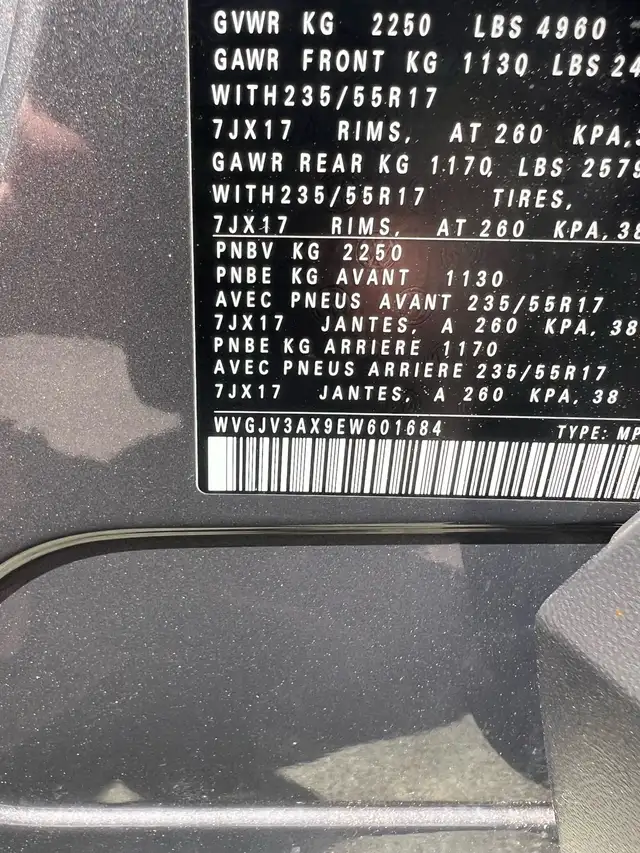 GVWR KG 2250 LBS 4960
GAWR FRONT KG 1130 LBS 24
WITH235/55R17
7JX17 RIMS, AT 260 KPA,3
GAWR REAR KG 1170 LBS 2579
WITH235/55R17 TIRES,
7JX17 RIMS, AT 260 KPA,38
PNBV KG 2250
PNBE KG AVANT 1130
AVEC PNEUS AVANT 235/55R17
7JX17 JANTES, A 260 KPA, 38
PNBE KG ARRIERE 1170
AVEC PNEUS ARRIERE 235/55R17
7JX17 JANTES, A 260 KPA, 38
WVGJV3AX9EW601684 TYPE: MP